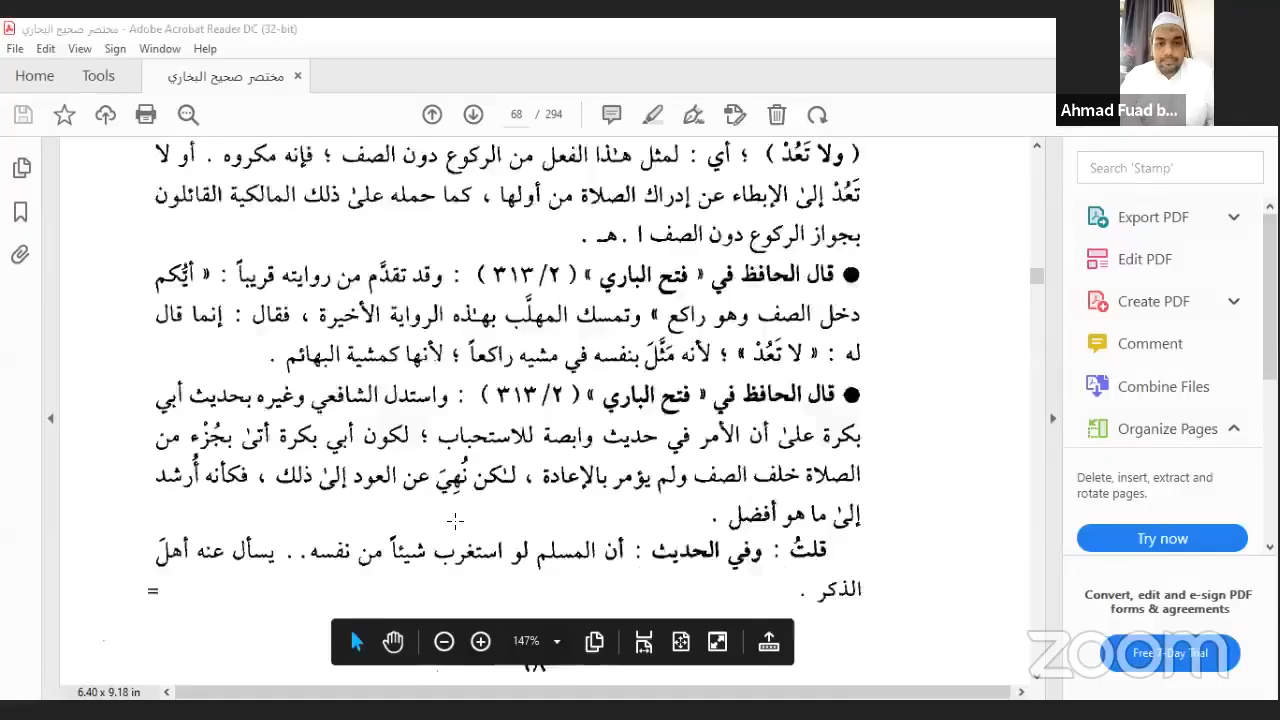 مختصر صحيح البخاري - Adobe Acrobat Reader DC (32-bit)
File Edit View Sign Window Help
Home Tools مختصر صحيح البخاري ×
68 / 294
Ahmad Fuad b...
( ولا تَعُدْ ) ؛ أي : لمثل هـٰذا الفعل من الركوع دون الصف ؛ فإنه مكروه . أو لا
تَعُدْ إلىٰ الإبطاء عن إدراك الصلاة من أولها ، كما حمله علىٰ ذلك المالكية القائلون
بجواز الركوع دون الصف ا . هـ .
● قال الحافظ في « فتح الباري » ( ٢/ ٣١٣ ) : وقد تقدَّم من روايته قريباً : « أيُّكم
دخل الصف وهو راكع » وتمسك المهلَّب بهـٰذه الرواية الأخيرة ، فقال : إنما قال
له : « لا تَعُدْ » ؛ لأنه مَثَّلَ بنفسه في مشيه راكعاً ؛ لأنها كمشية البهائم .
● قال الحافظ في « فتح الباري » ( ٢/ ٣١٣ ) : واستدل الشافعي وغيره بحديث أبي
بكرة علىٰ أن الأمر في حديث وابصة للاستحباب ؛ لكون أبي بكرة أتىٰ بجُزْء من
الصلاة خلف الصف ولم يؤمر بالإعادة ، لـٰكن نُهِيَ عن العود إلىٰ ذلك ، فكأنه أُرشد
إلىٰ ما هو أفضل .
قلتُ : وفي الحديث : أن المسلم لو استغرب شيئاً من نفسه . . يسأل عنه أهلَ
الذكر .
=
147%
6.40 x 9.18 in
Search 'Stamp'
Export PDF
Edit PDF
Create PDF
Comment
Combine Files
Organize Pages
Delete, insert, extract and
rotate pages.
Try now
Convert, edit and e-sign PDF
forms & agreements
Free 7-Day Trial
zoom